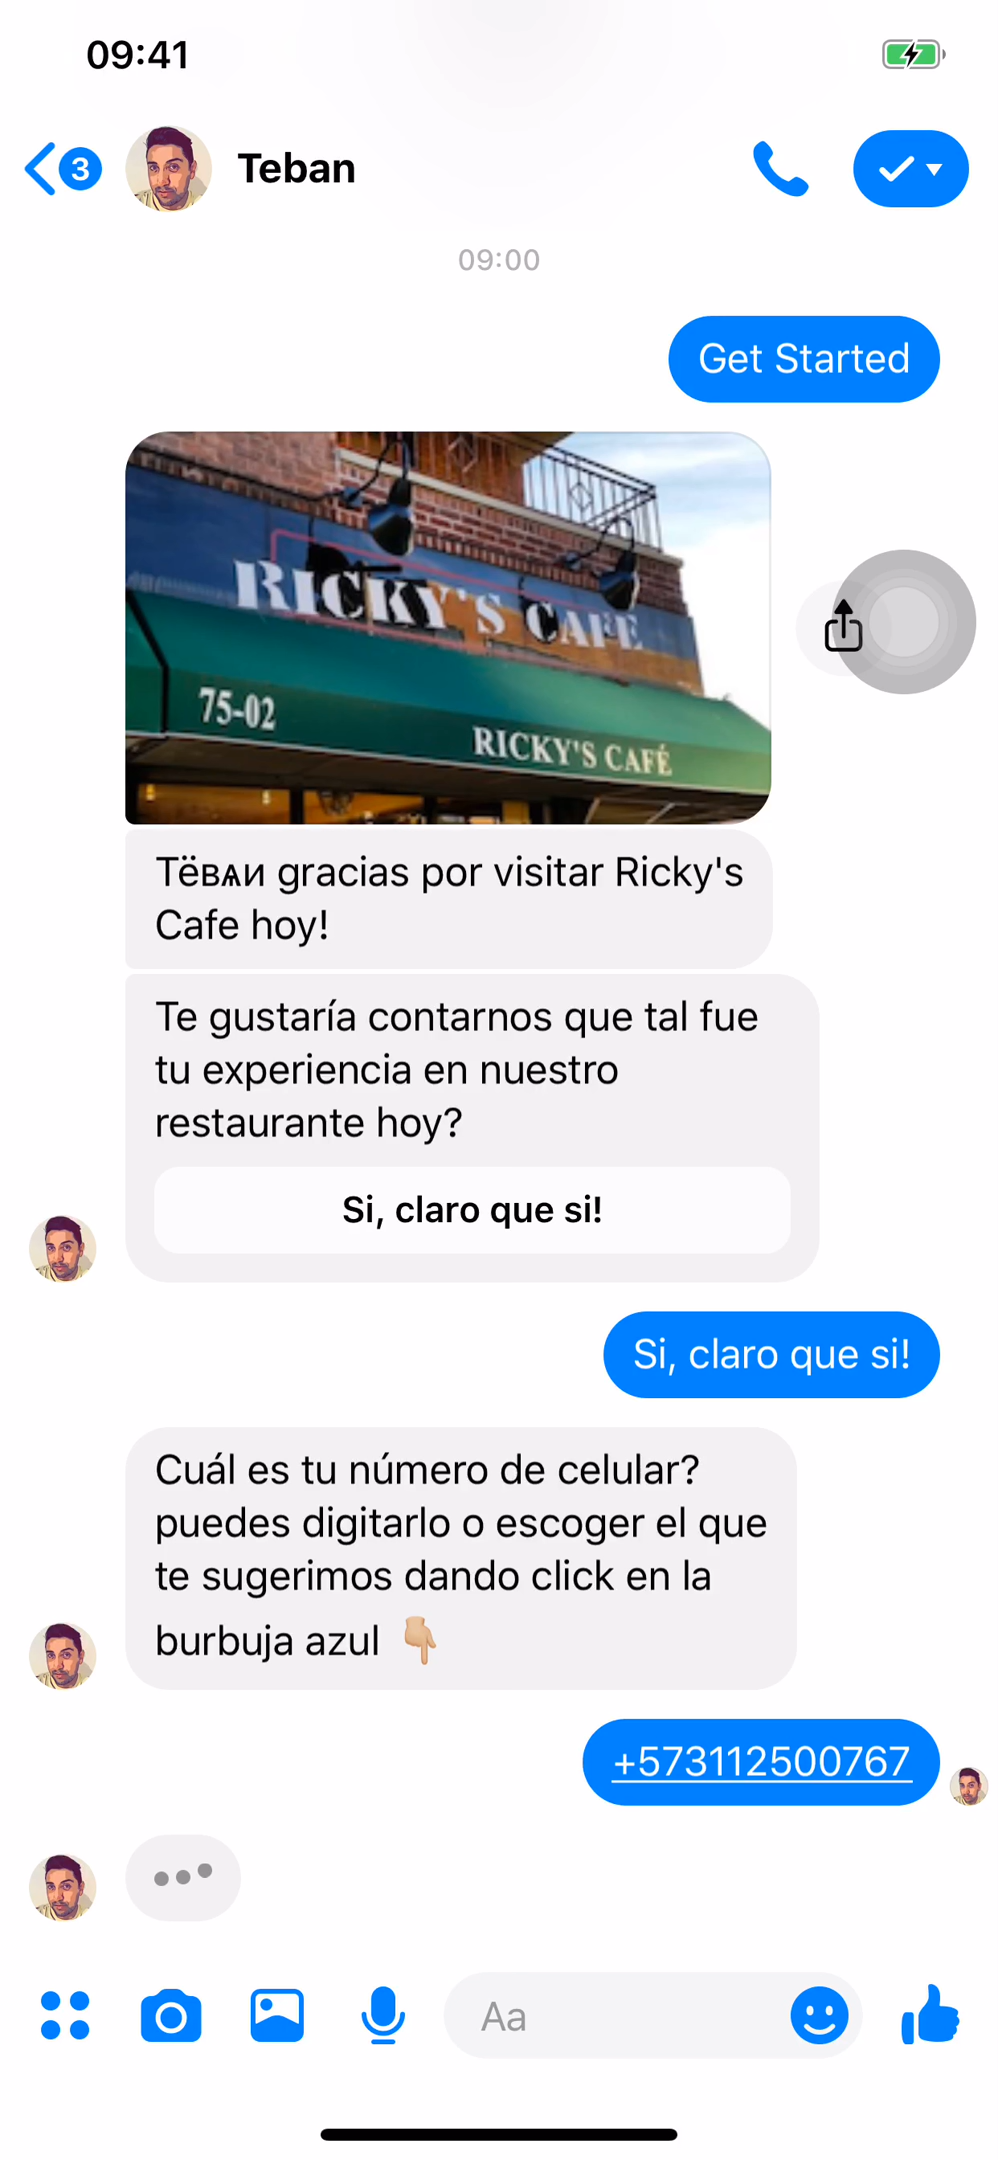 09:41
3
Teban
09:00
Get Started
RICKY'S CAFE
75-02
RICKY'S CAFÉ
Tëвѧи gracias por visitar Ricky's
Cafe hoy!
Te gustaría contarnos que tal fue
tu experiencia en nuestro
restaurante hoy?
Si, claro que si!
Si, claro que si!
Cuál es tu número de celular?
puedes digitarlo o escoger el que
te sugerimos dando click en la
burbuja azul 👇🏼
+573112500767
Aa